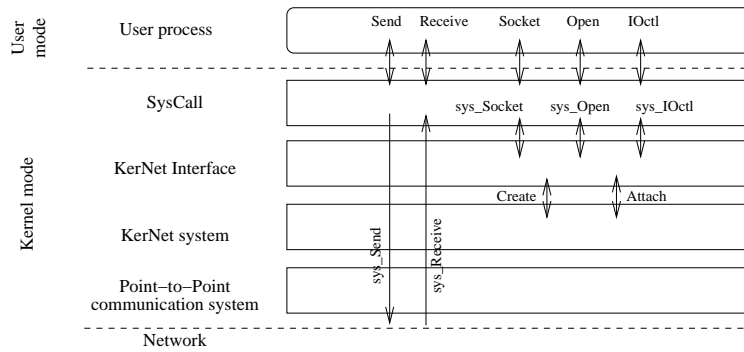 User mode
User process
Send Receive Socket Open IOctl
SysCall
sys_Socket sys_Open sys_IOctl
Kernel mode
KerNet Interface
Create Attach
KerNet system
sys_Send
sys_Receive
Point-to-Point
communication system
Network